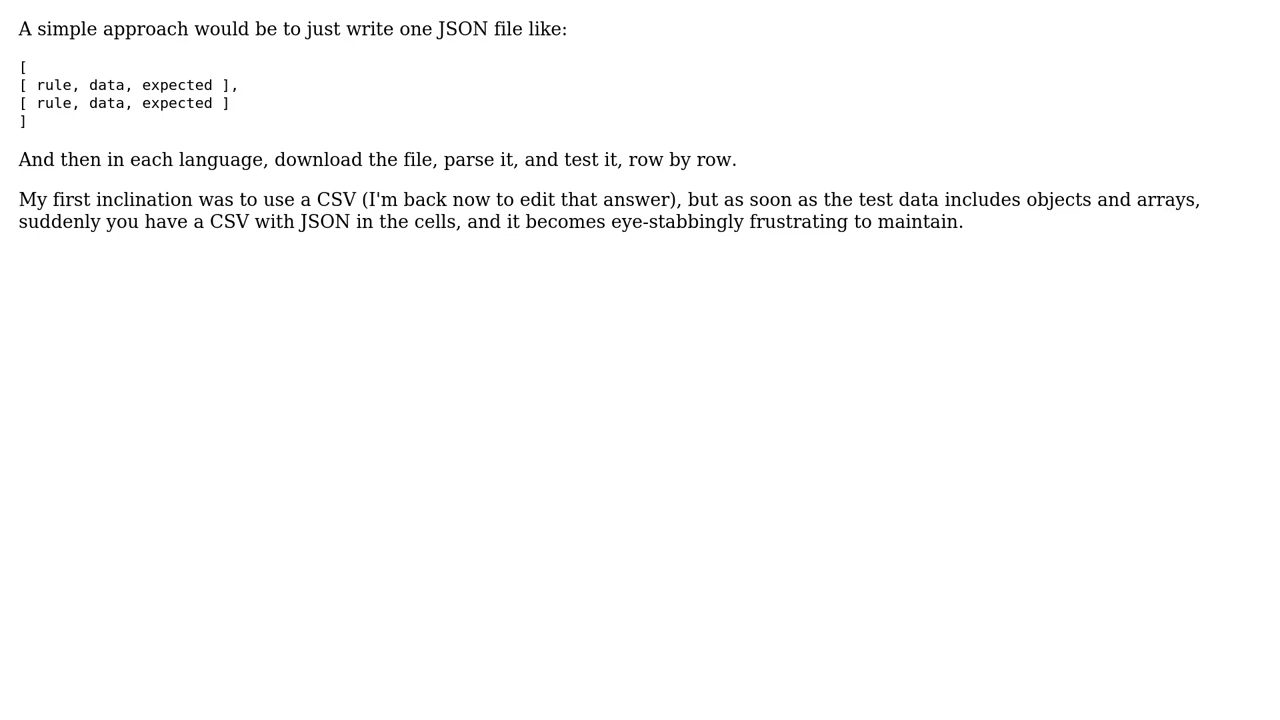 A simple approach would be to just write one JSON file like:
[
[ rule, data, expected ],
[ rule, data, expected ]
]
And then in each language, download the file, parse it, and test it, row by row.
My first inclination was to use a CSV (I'm back now to edit that answer), but as soon as the test data includes objects and arrays,
suddenly you have a CSV with JSON in the cells, and it becomes eye-stabbingly frustrating to maintain.